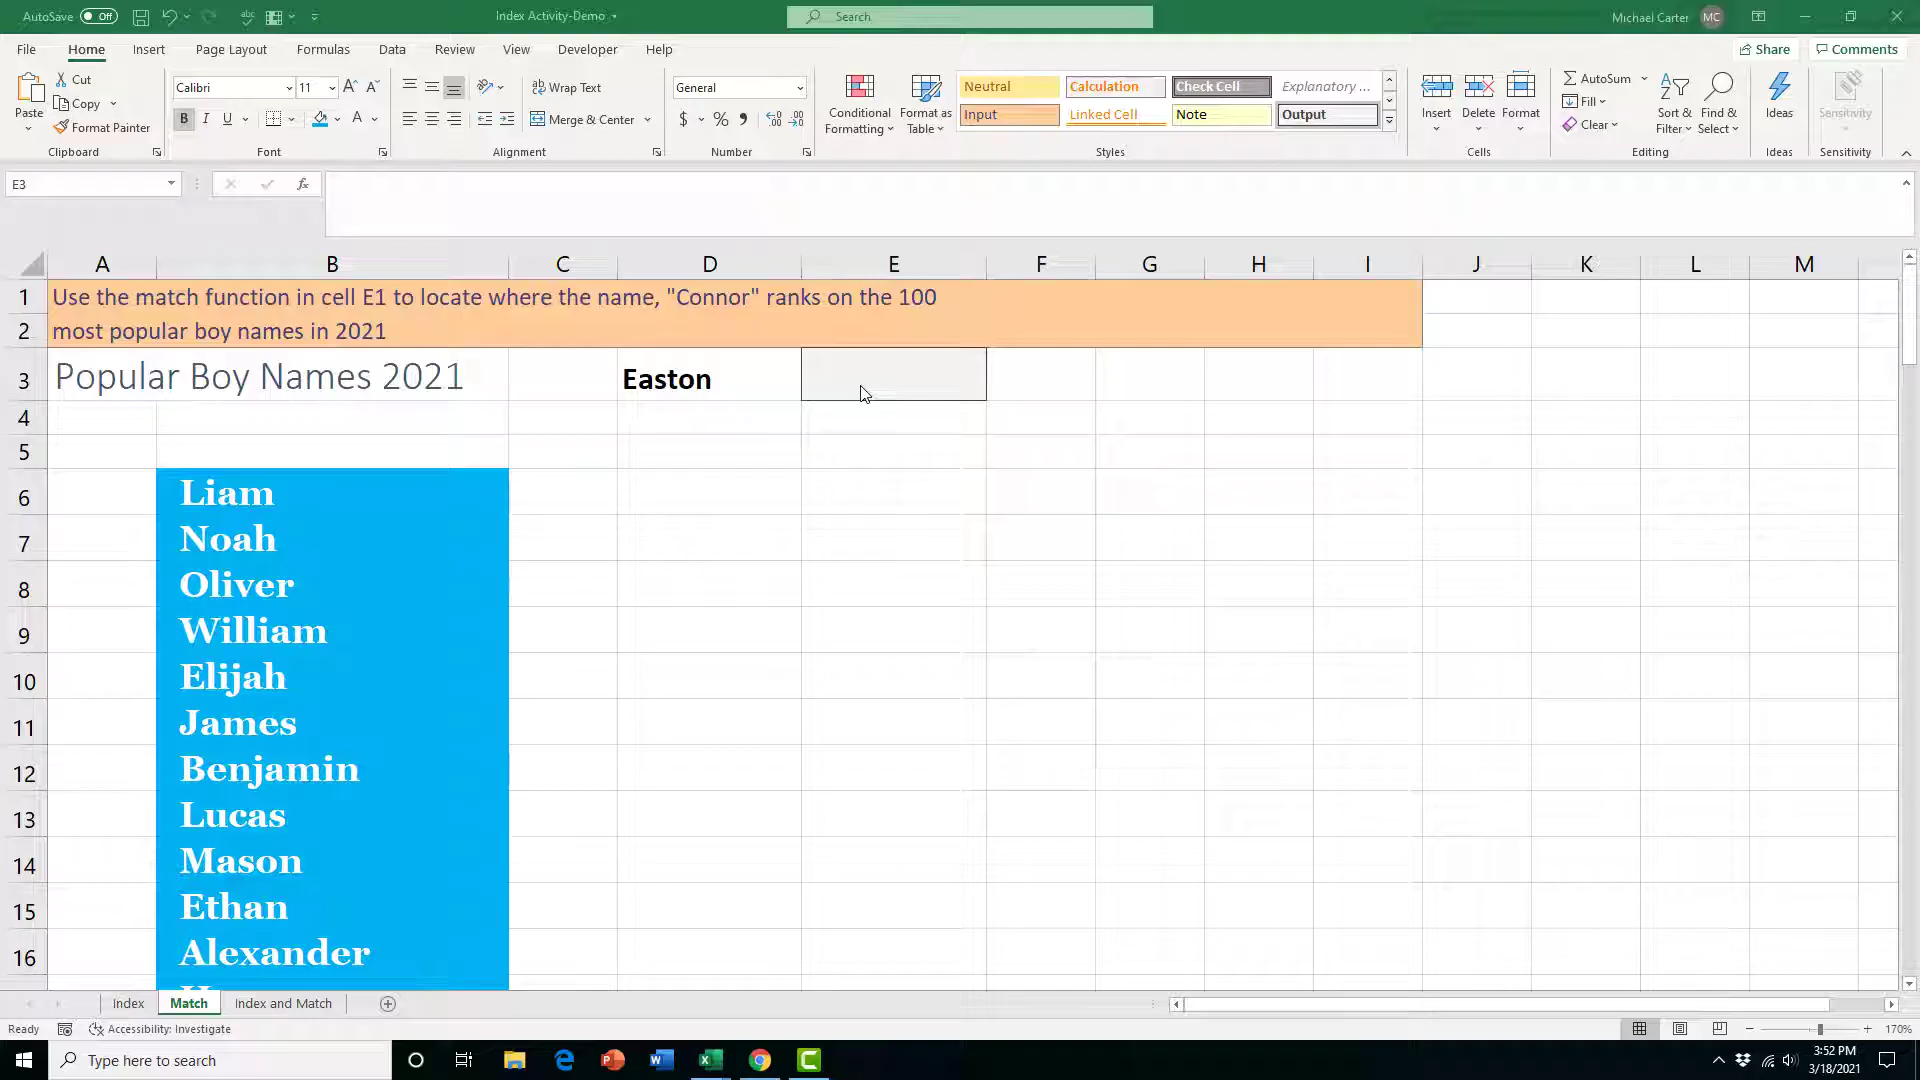 AutoSave Off Index Activity-Demo Search Michael Carter MC
File Home Insert Page Layout Formulas Data Review View Developer Help Share Comments
Paste Cut Copy Format Painter
Calibri 11 B I U A
Wrap Text
Merge & Center
General
$ %
Conditional Formatting
Format as Table
Neutral Calculation Check Cell Explanatory ...
Input Linked Cell Note Output
Insert Delete Format
AutoSum
Fill
Clear
Sort & Filter
Find & Select
Ideas
Sensitivity
Clipboard Font Alignment Number Styles Cells Editing Ideas Sensitivity
E3 fx
A B C D E F G H I J K L M
1 Use the match function in cell E1 to locate where the name, "Connor" ranks on the 100
2 most popular boy names in 2021
3 Popular Boy Names 2021 Easton
4
5
6 Liam
7 Noah
8 Oliver
9 William
10 Elijah
11 James
12 Benjamin
13 Lucas
14 Mason
15 Ethan
16 Alexander
Index Match Index and Match
Ready Accessibility: Investigate 170%
Type here to search
3:52 PM
3/18/2021